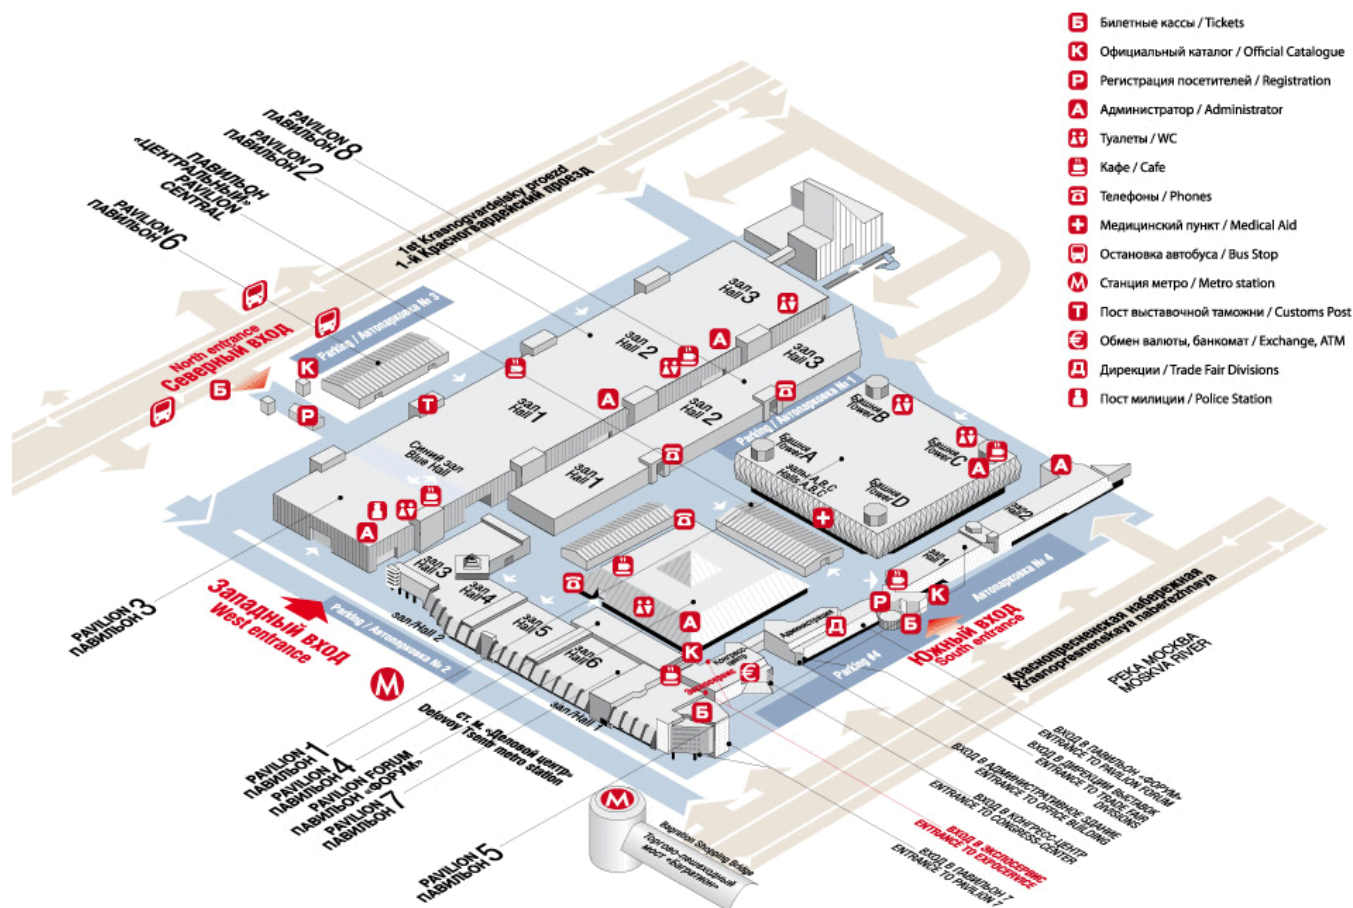 Б Билетные кассы / Tickets
К Официальный каталог / Official Catalogue
Р Регистрация посетителей / Registration
А Администратор / Administrator
Туалеты / WC
Кафе / Cafe
Телефоны / Phones
Медицинский пункт / Medical Aid
Остановка автобуса / Bus Stop
М Станция метро / Metro station
Т Пост выставочной таможни / Customs Post
€ Обмен валюты, банкомат / Exchange, ATM
Д Дирекции / Trade Fair Divisions
Пост милиции / Police Station
PAVILION 8
ПАВИЛЬОН
PAVILION 2
ПАВИЛЬОН
ПАВИЛЬОН
«ЦЕНТРАЛЬНЫЙ»
PAVILION
CENTRAL
PAVILION 6
ПАВИЛЬОН
1st Krasnogvardelsky proezd
1-й Красногвардейский проезд
North entrance
Северный вход
Parking / Автопарковка № 3
К
Б
Р
Т
зал
Hall 3
зал
Hall 2
зал
Hall 1
Синий зал
Blue Hall
А
А
А
зал
Hall 3
зал
Hall 2
зал
Hall 1
Parking / Автопарковка № 1
Башня
Tower B
Башня
Tower A
Башня
Tower C
Башня
Tower D
залы A,B,C
Halls A,B,C
А
А
зал 2
зал 1
Автопарковка № 4
К
Р
Б
Южный вход
South entrance
Администрация
Д
Parking #4
Краснопресненская набережная
Krasnopresnenskaya naberezhnaya
РЕКА МОСКВА
MOSKVA RIVER
PAVILION 3
ПАВИЛЬОН
Западный вход
West entrance
Parking / Автопарковка № 2
М
зал
Hall 3
зал
Hall 4
зал
Hall 5
зал
Hall 6
зал/Hall 2
зал/Hall 1
А
К
Конгресс-
центр
Экспосервис
€
Б
ст. м. «Деловой центр»
Delovoy Tsentr metro station
PAVILION 1
ПАВИЛЬОН
PAVILION 4
ПАВИЛЬОН
PAVILION FORUM
ПАВИЛЬОН «ФОРУМ»
PAVILION 7
ПАВИЛЬОН
PAVILION 5
ПАВИЛЬОН
М
Bagration Shopping Bridge
Торгово-пешеходный
мост «Багратион»
ВХОД В ПАВИЛЬОН «ФОРУМ»
ENTRANCE TO PAVILION FORUM
ВХОД В ДИРЕКЦИИ ВЫСТАВОК
ENTRANCE TO TRADE FAIR
DIVISIONS
ВХОД В АДМИНИСТРАТИВНОЕ ЗДАНИЕ
ENTRANCE TO OFFICE BUILDING
ВХОД В КОНГРЕСС-ЦЕНТР
ENTRANCE TO CONGRESS-CENTER
ВХОД В ЭКСПОСЕРВИС
ENTRANCE TO EXPOCERVICE
ВХОД В ПАВИЛЬОН 7
ENTRANCE TO PAVILION 7